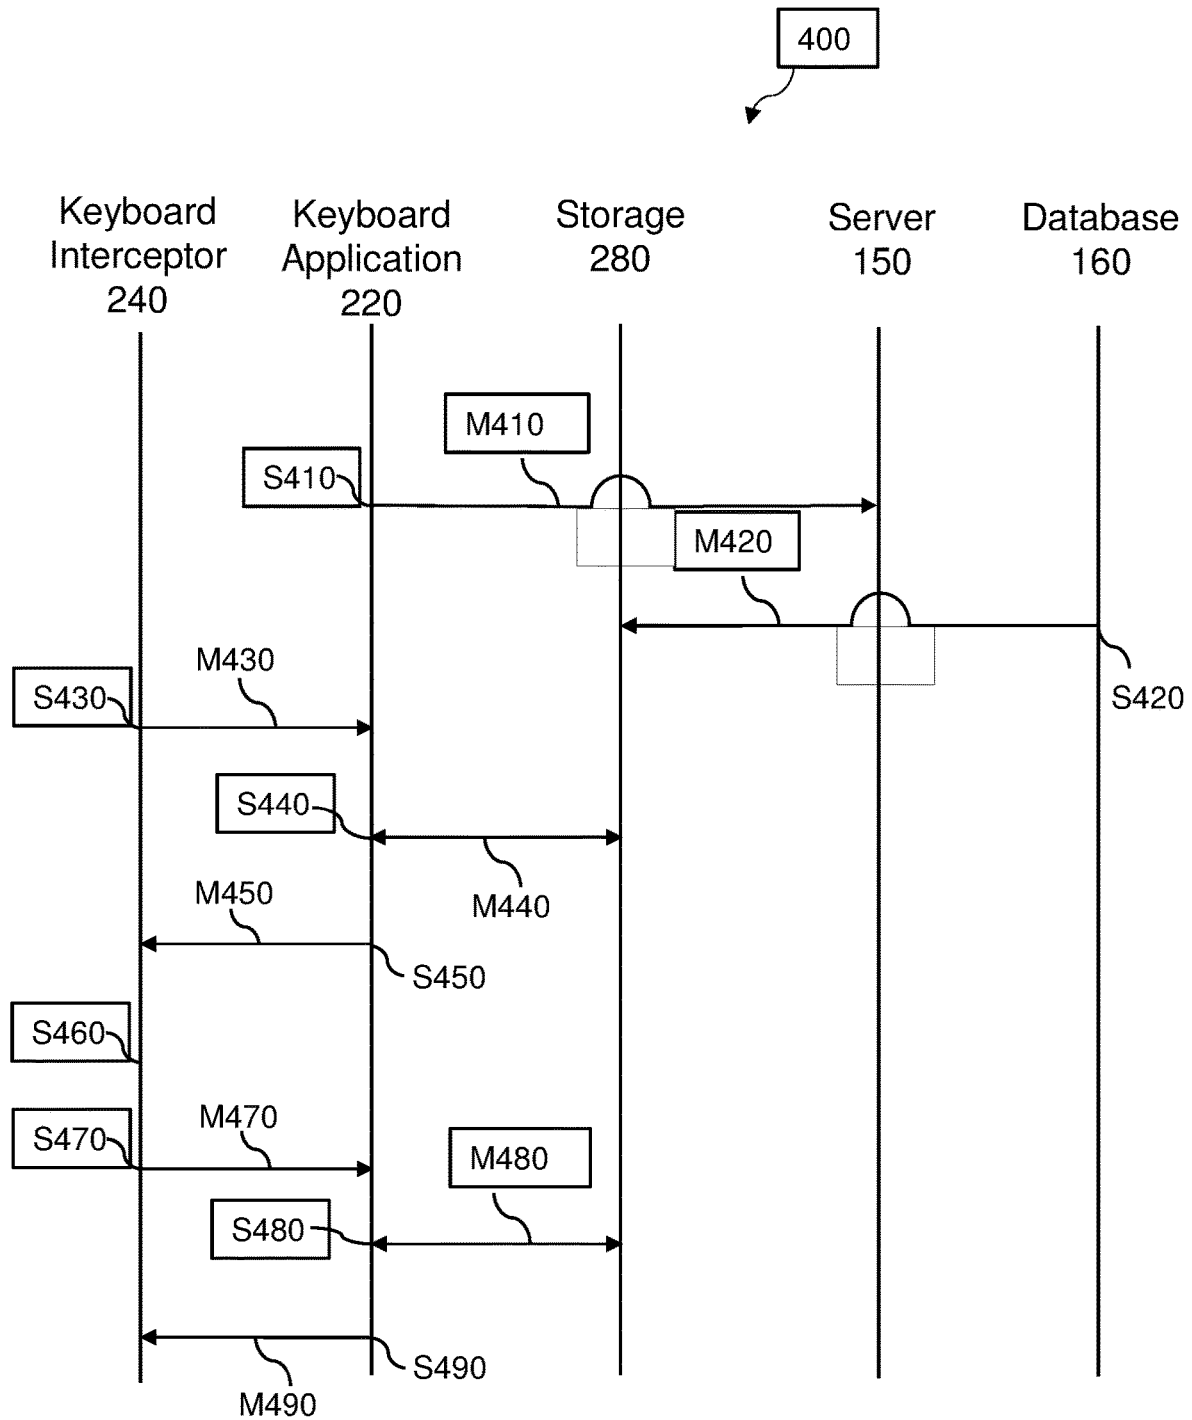 400
Keyboard
Interceptor
240
Keyboard
Application
220
Storage
280
Server
150
Database
160
M410
S410
M420
M430
S430
S420
S440
M440
M450
S450
S460
M470
S470
M480
S480
S490
M490